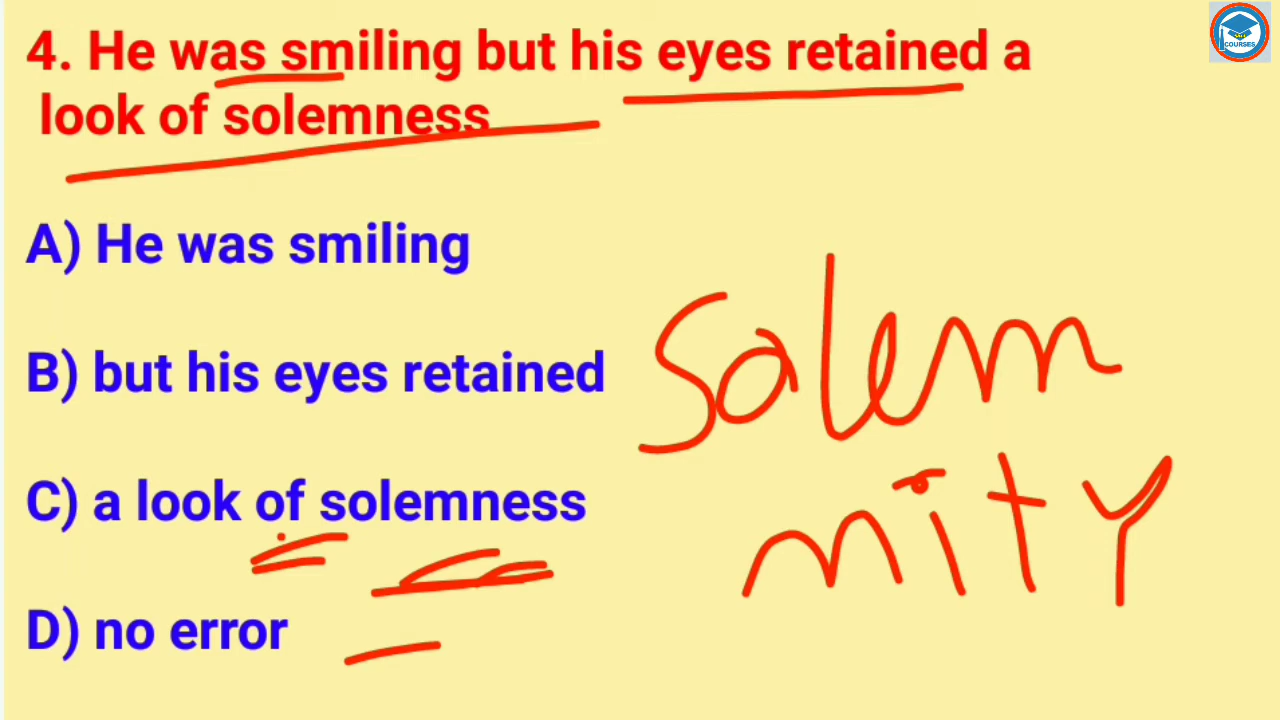 4. He was smiling but his eyes retained a
look of solemness
A) He was smiling
B) but his eyes retained
C) a look of solemness
D) no error
Solem
nity
COURSES